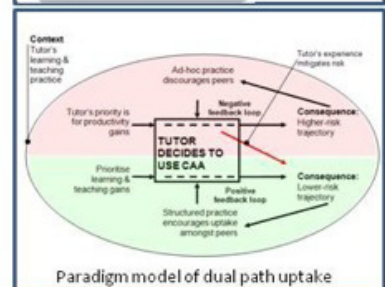 Context
Tutor's
learning &
teaching
practice
Tutor's experience
mitigates risk
Ad-hoc practice
discourages peers
Tutor's priority is
for productivity
gains
Negative
feedback loop
Consequence:
Higher-risk
trajectory
TUTOR
DECIDES TO
USE CAA
Prioritise
learning &
teaching gains
Positive
feedback loop
Consequence:
Lower-risk
trajectory
Structured practice
encourages uptake
amongst peers
Paradigm model of dual path uptake